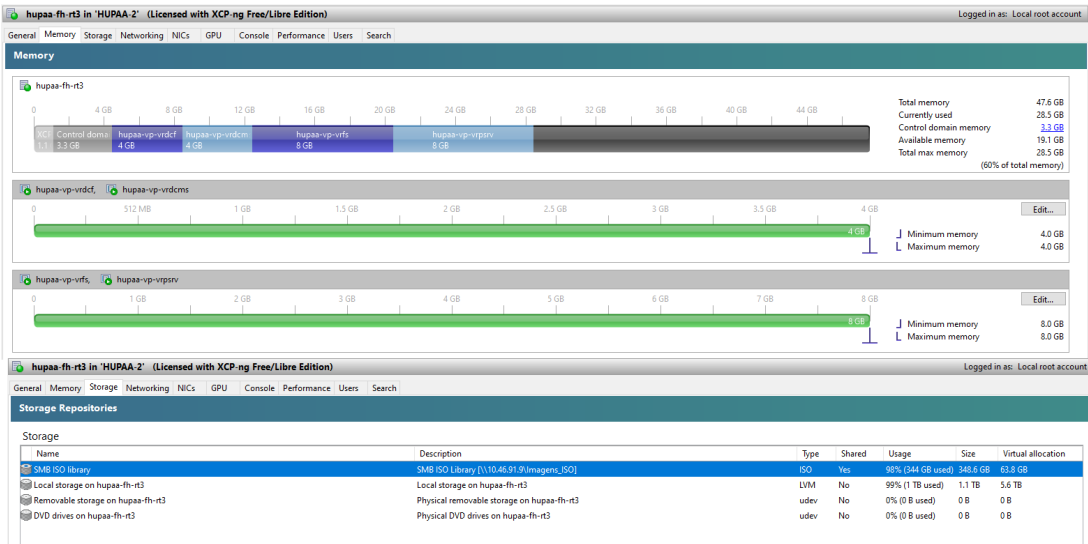 hupaa-fh-rt3 in 'HUPAA-2' (Licensed with XCP-ng Free/Libre Edition) Logged in as: Local root account
General Memory Storage Networking NICs GPU Console Performance Users Search
Memory
hupaa-fh-rt3
0 4 GB 8 GB 12 GB 16 GB 20 GB 24 GB 28 GB 32 GB 36 GB 40 GB 44 GB
XCP Control doma hupaa-vp-vrdcf hupaa-vp-vrdcm hupaa-vp-vrfs hupaa-vp-vrpsrv
1.1 3.3 GB 4 GB 4 GB 8 GB 8 GB
Total memory 47.6 GB
Currently used 28.5 GB
Control domain memory 3.3 GB
Available memory 19.1 GB
Total max memory 28.5 GB
(60% of total memory)
hupaa-vp-vrdcf, hupaa-vp-vrdcms
0 512 MB 1 GB 1.5 GB 2 GB 2.5 GB 3 GB 3.5 GB 4 GB
Edit...
4 GB
Minimum memory 4.0 GB
Maximum memory 4.0 GB
hupaa-vp-vrfs, hupaa-vp-vrpsrv
0 1 GB 2 GB 3 GB 4 GB 5 GB 6 GB 7 GB 8 GB
Edit...
8 GB
Minimum memory 8.0 GB
Maximum memory 8.0 GB
hupaa-fh-rt3 in 'HUPAA-2' (Licensed with XCP-ng Free/Libre Edition) Logged in as: Local root account
General Memory Storage Networking NICs GPU Console Performance Users Search
Storage Repositories
Storage
Name Description Type Shared Usage Size Virtual allocation
SMB ISO library SMB ISO Library [\\10.46.91.9\Imagens_ISO] ISO Yes 98% (344 GB used) 348.6 GB 63.8 GB
Local storage on hupaa-fh-rt3 Local storage on hupaa-fh-rt3 LVM No 99% (1 TB used) 1.1 TB 5.6 TB
Removable storage on hupaa-fh-rt3 Physical removable storage on hupaa-fh-rt3 udev No 0% (0 B used) 0 B 0 B
DVD drives on hupaa-fh-rt3 Physical DVD drives on hupaa-fh-rt3 udev No 0% (0 B used) 0 B 0 B